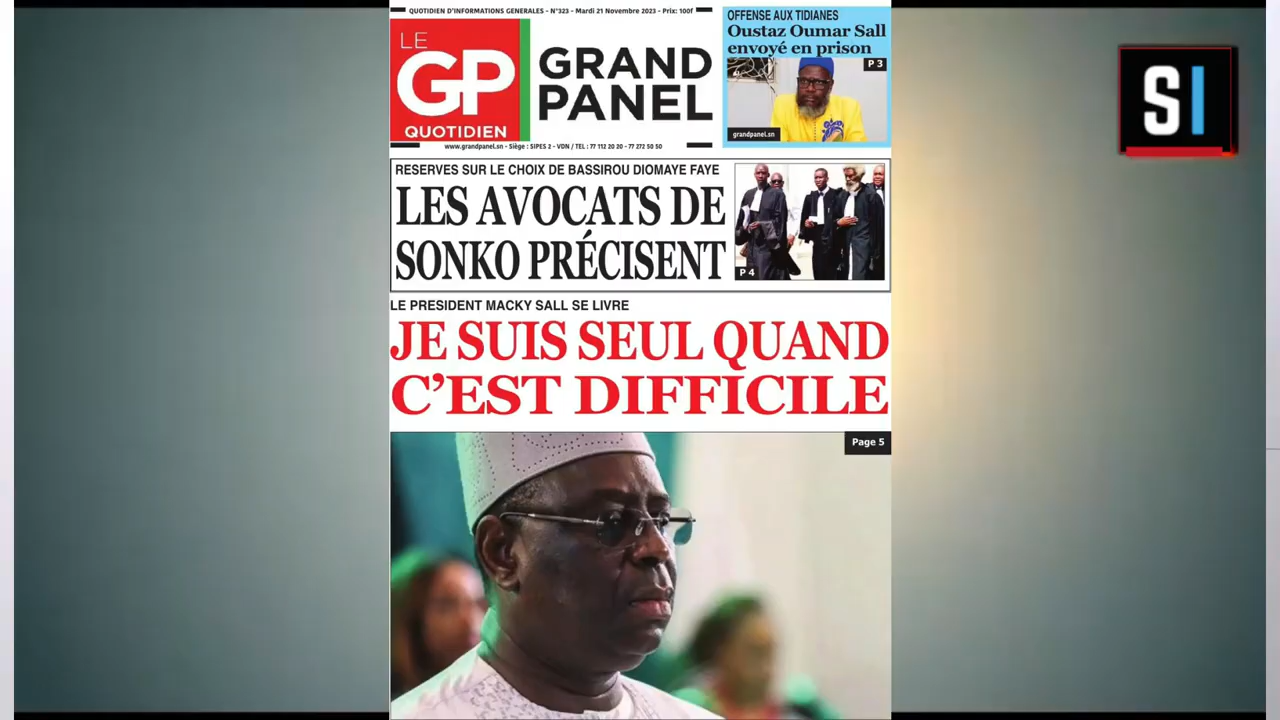 QUOTIDIEN D'INFORMATIONS GENERALES - N°323 - Mardi 21 Novembre 2023 - Prix: 100f
LE
GP
QUOTIDIEN
GRAND
PANEL
www.grandpanel.sn - Siège : SIPES 2 - VDN / TEL : 77 112 20 20 - 77 272 50 50
OFFENSE AUX TIDIANES
Oustaz Oumar Sall
envoyé en prison
P 3
grandpanel.sn
SI
RESERVES SUR LE CHOIX DE BASSIROU DIOMAYE FAYE
LES AVOCATS DE
SONKO PRÉCISENT
P 4
LE PRESIDENT MACKY SALL SE LIVRE
JE SUIS SEUL QUAND
C'EST DIFFICILE
Page 5